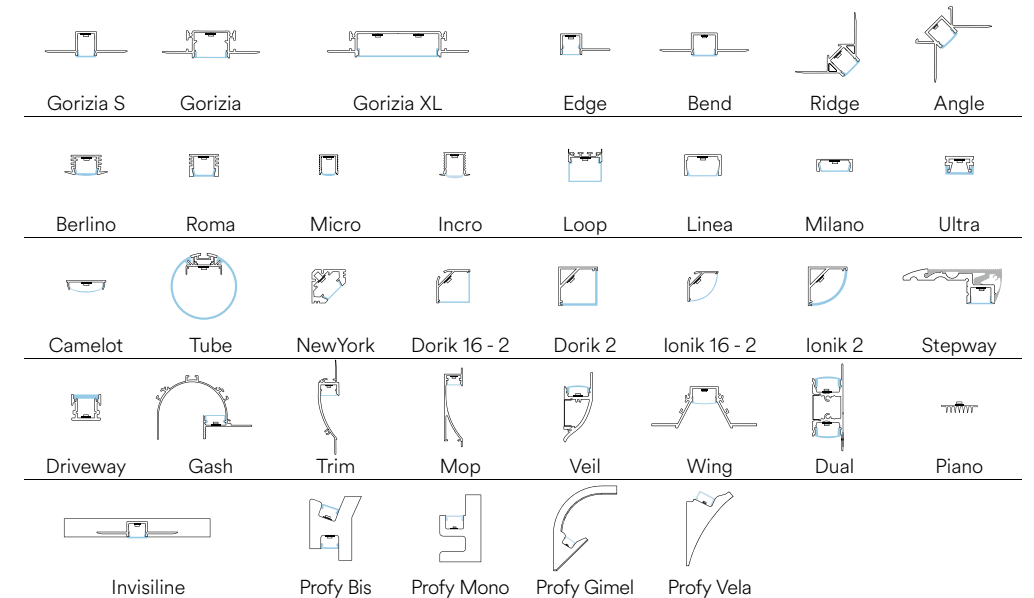 Gorizia S Gorizia Gorizia XL Edge Bend Ridge Angle
Berlino Roma Micro Incro Loop Linea Milano Ultra
Camelot Tube NewYork Dorik 16 - 2 Dorik 2 Ionik 16 - 2 Ionik 2 Stepway
Driveway Gash Trim Mop Veil Wing Dual Piano
Invisiline Profy Bis Profy Mono Profy Gimel Profy Vela